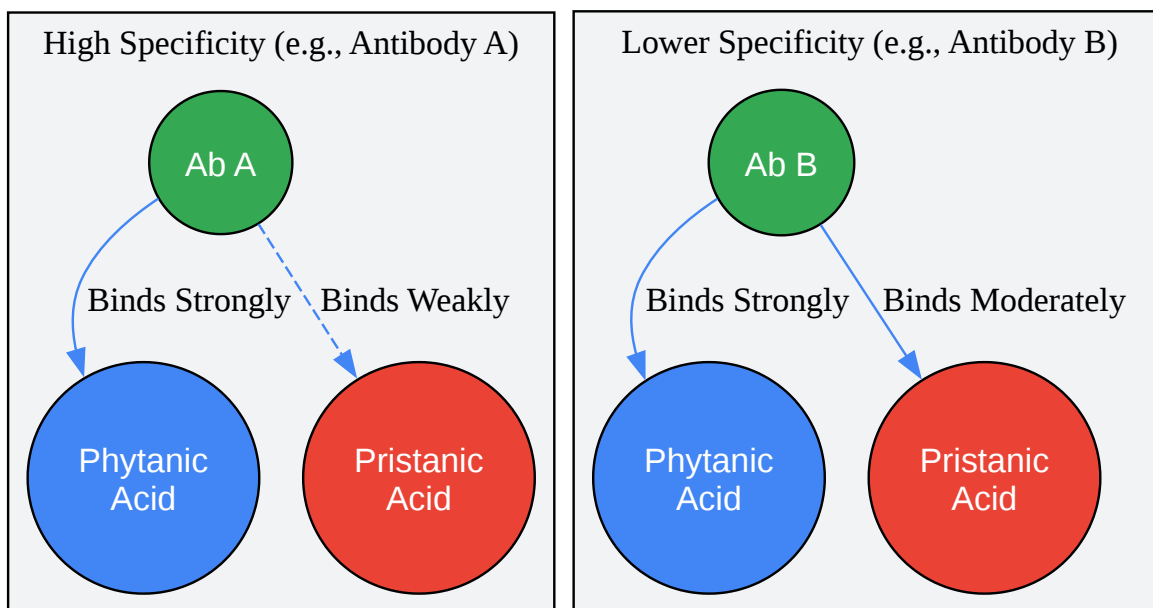 High Specificity (e.g., Antibody A)
Ab A
Binds Strongly
Binds Weakly
Phytanic
Acid
Pristanic
Acid
Lower Specificity (e.g., Antibody B)
Ab B
Binds Strongly
Binds Moderately
Phytanic
Acid
Pristanic
Acid